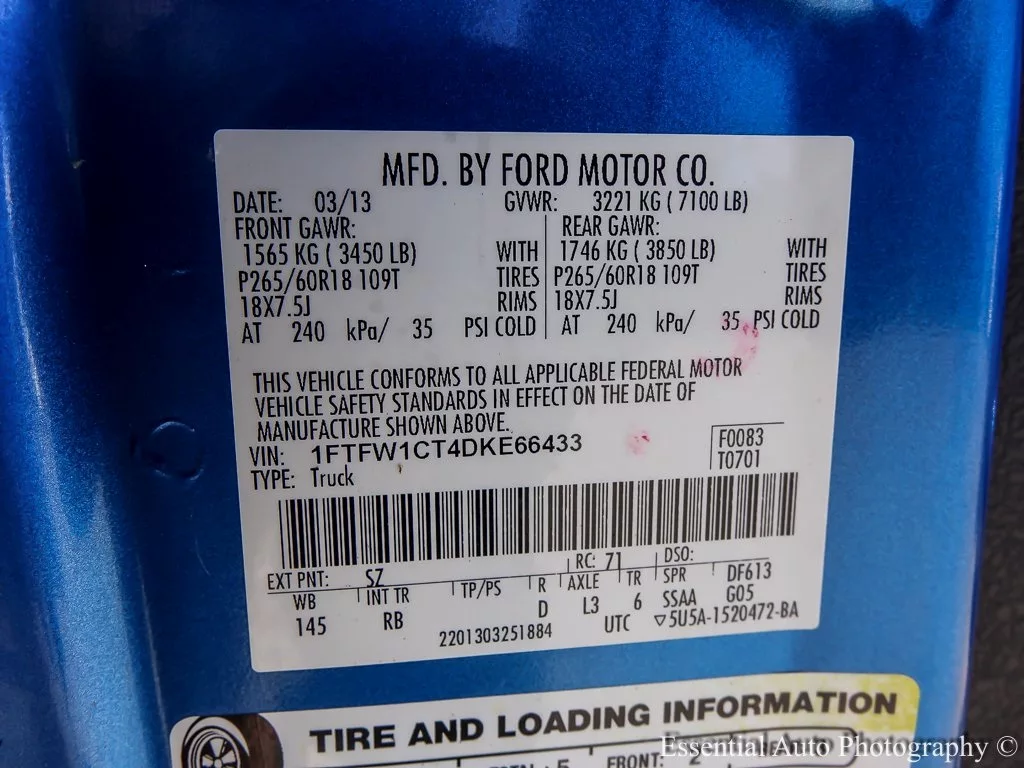 MFD. BY FORD MOTOR CO.
DATE: 03/13 GVWR: 3221 KG ( 7100 LB)
FRONT GAWR: REAR GAWR:
1565 KG ( 3450 LB) WITH 1746 KG ( 3850 LB) WITH
P265/60R18 109T TIRES P265/60R18 109T TIRES
18X7.5J RIMS 18X7.5J RIMS
AT 240 kPa/ 35 PSI COLD AT 240 kPa/ 35 PSI COLD
THIS VEHICLE CONFORMS TO ALL APPLICABLE FEDERAL MOTOR
VEHICLE SAFETY STANDARDS IN EFFECT ON THE DATE OF
MANUFACTURE SHOWN ABOVE.
VIN: 1FTFW1CT4DKE66433 F0083
TYPE: Truck T0701
EXT PNT: SZ RC: 71 DSO:
WB INT TR TP/PS R AXLE TR SPR DF613
145 RB D L3 6 SSAA G05
2201303251884 UTC ▽5U5A-1520472-BA
TIRE AND LOADING INFORMATION
FRONT: 2
Essential Auto Photography ©